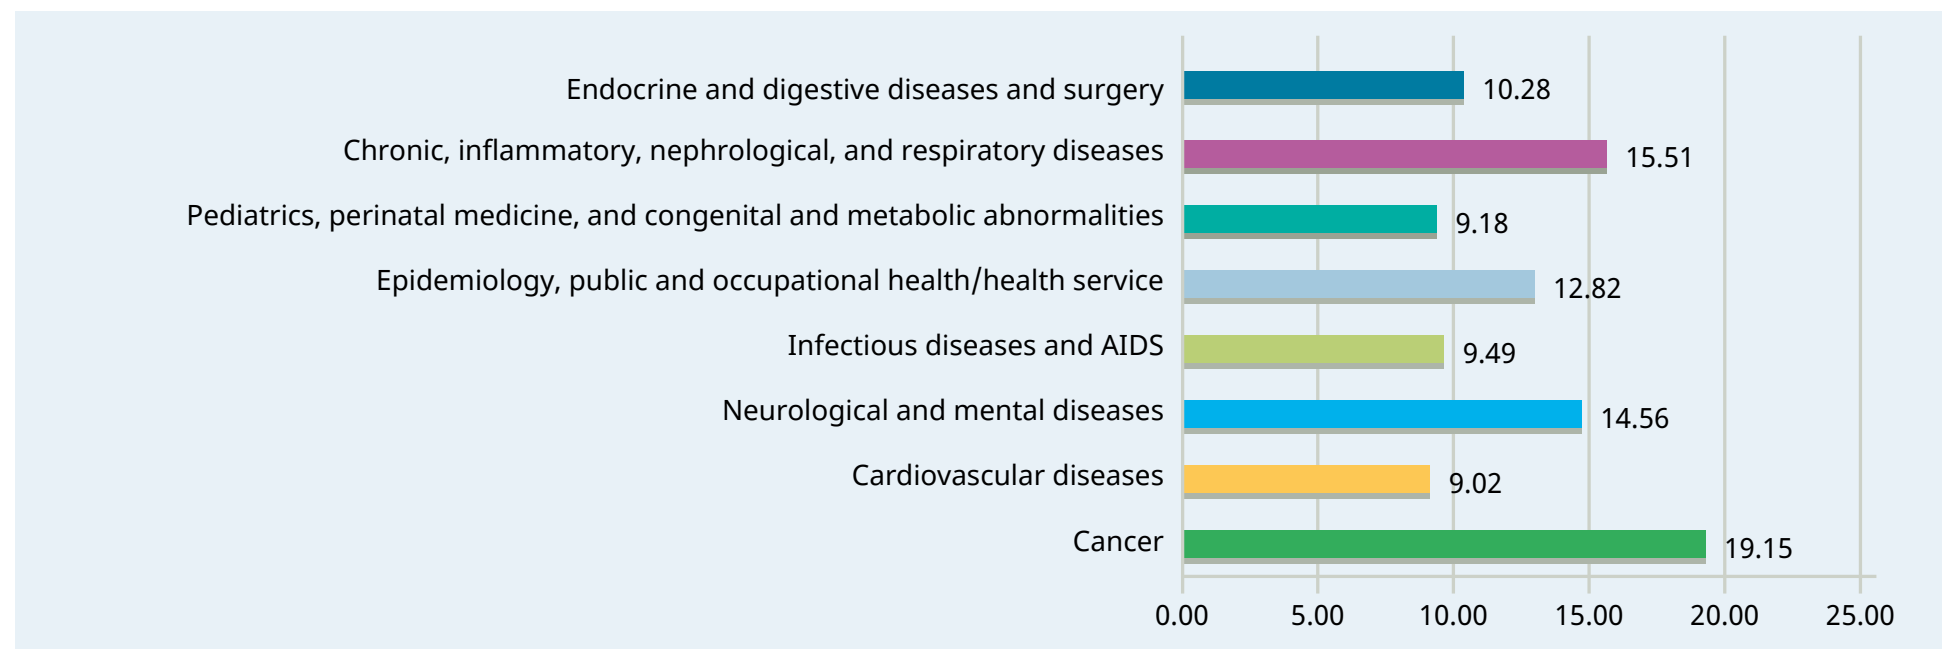 Endocrine and digestive diseases and surgery 10.28
Chronic, inflammatory, nephrological, and respiratory diseases 15.51
Pediatrics, perinatal medicine, and congenital and metabolic abnormalities 9.18
Epidemiology, public and occupational health/health service 12.82
Infectious diseases and AIDS 9.49
Neurological and mental diseases 14.56
Cardiovascular diseases 9.02
Cancer 19.15
0.00 5.00 10.00 15.00 20.00 25.00